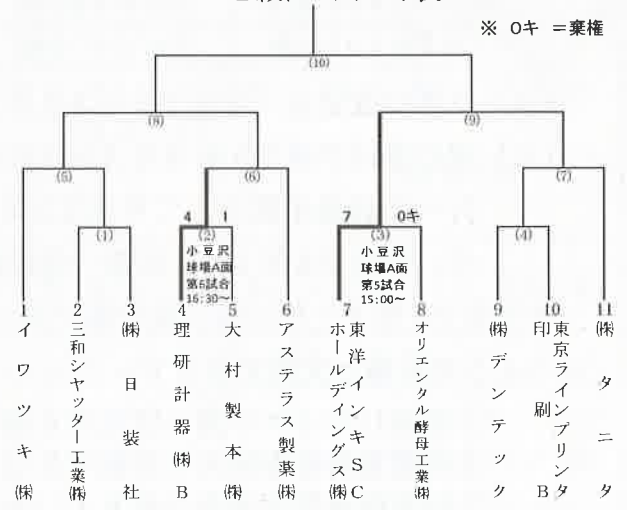 ※ 0キ =棄権
(10)
(8)
(9)
(5)
(6)
(7)
4 1
7 0キ
(1)
(2)
(3)
(4)
小豆沢
球場A面
第6試合
16:30～
小豆沢
球場A面
第5試合
15:00～
1 2 3 4 5 6 7 8 9 10 11
イワツキ㈱
三和シヤッター工業㈱
㈱日装社
理研計器㈱B
大村製本㈱
アステラス製薬㈱
東洋インキSC
ホールディングス㈱
オリエンタル酵母工業㈱
㈱デンテック
東京ラインプリンタ
印刷B
㈱タニタ